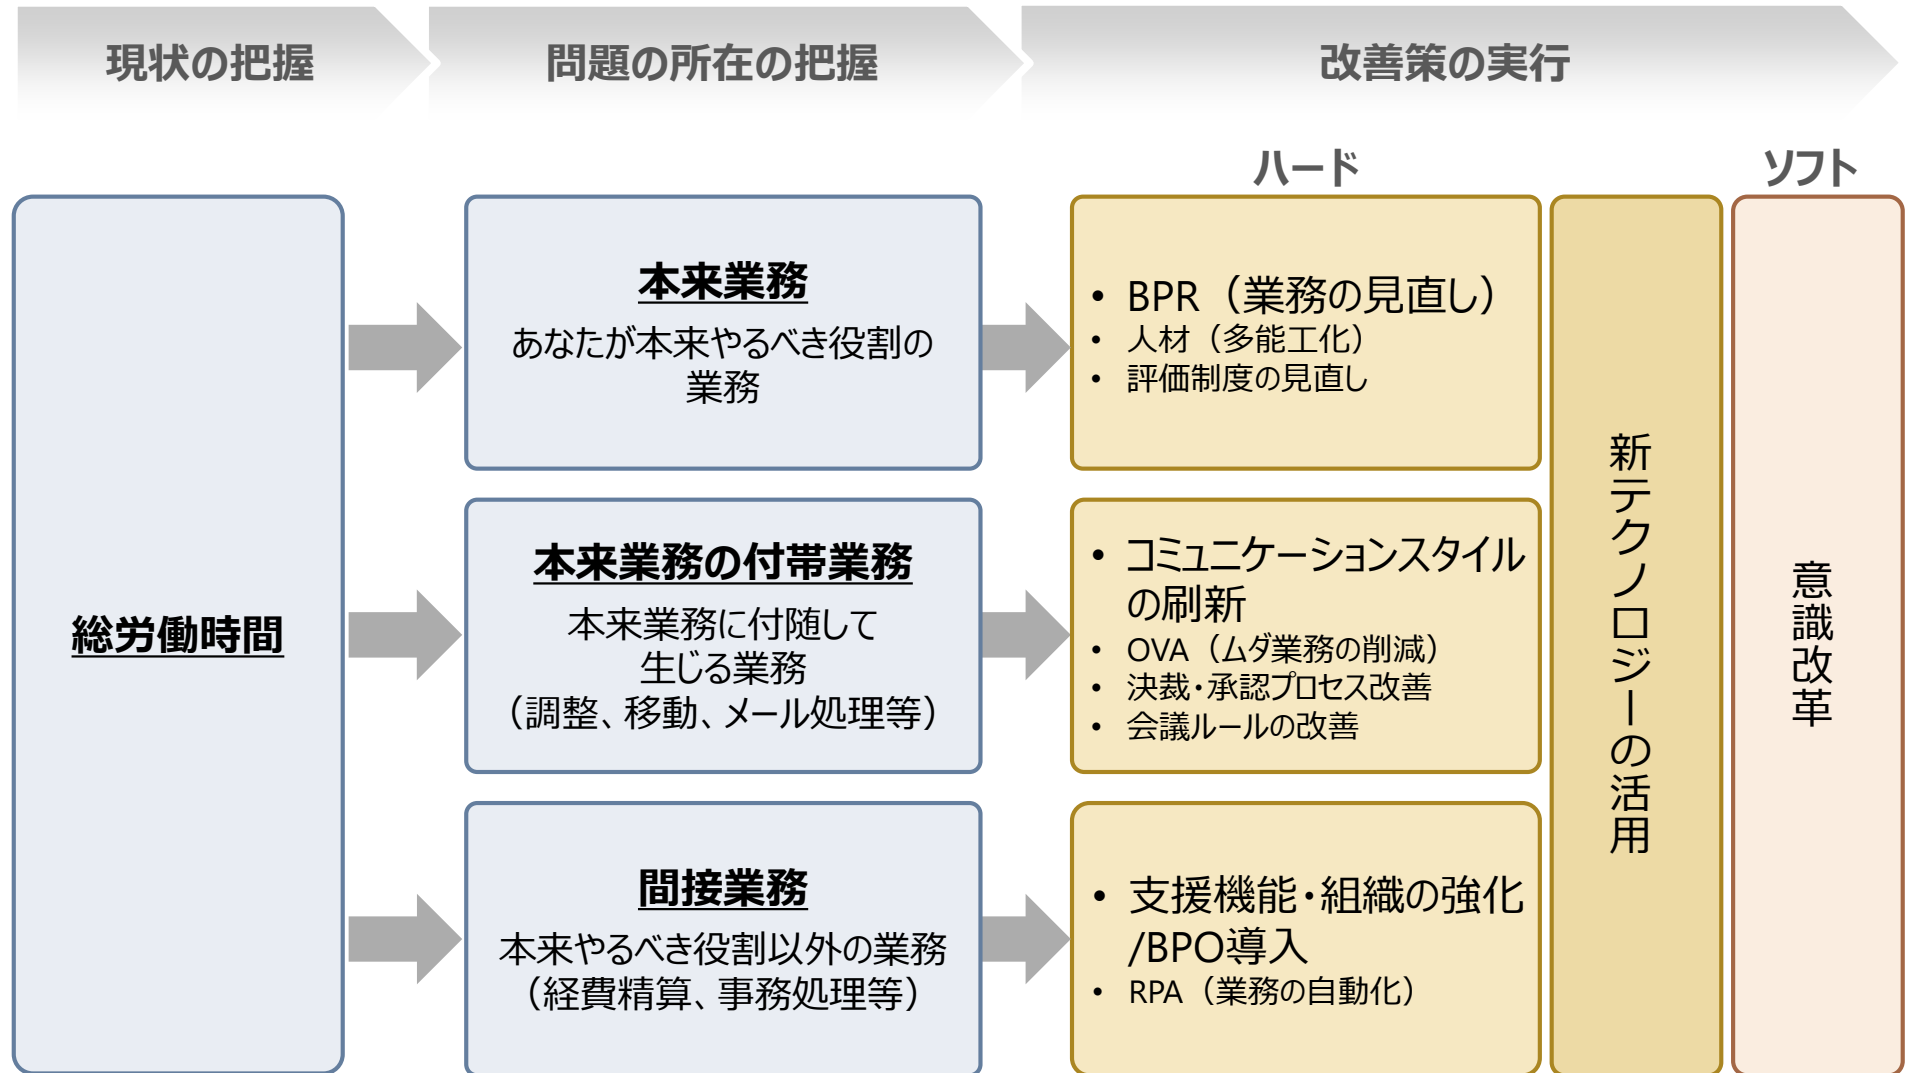 現状の把握
問題の所在の把握
改善策の実行
ハード
ソフト
総労働時間
本来業務
あなたが本来やるべき役割の
業務
• BPR（業務の見直し）
• 人材（多能工化）
• 評価制度の見直し
本来業務の付帯業務
本来業務に付随して
生じる業務
（調整、移動、メール処理等）
• コミュニケーションスタイル
の刷新
• OVA（ムダ業務の削減）
• 決裁・承認プロセス改善
• 会議ルールの改善
間接業務
本来やるべき役割以外の業務
（経費精算、事務処理等）
• 支援機能・組織の強化
/BPO導入
• RPA（業務の自動化）
新テクノロジーの活用
意識改革